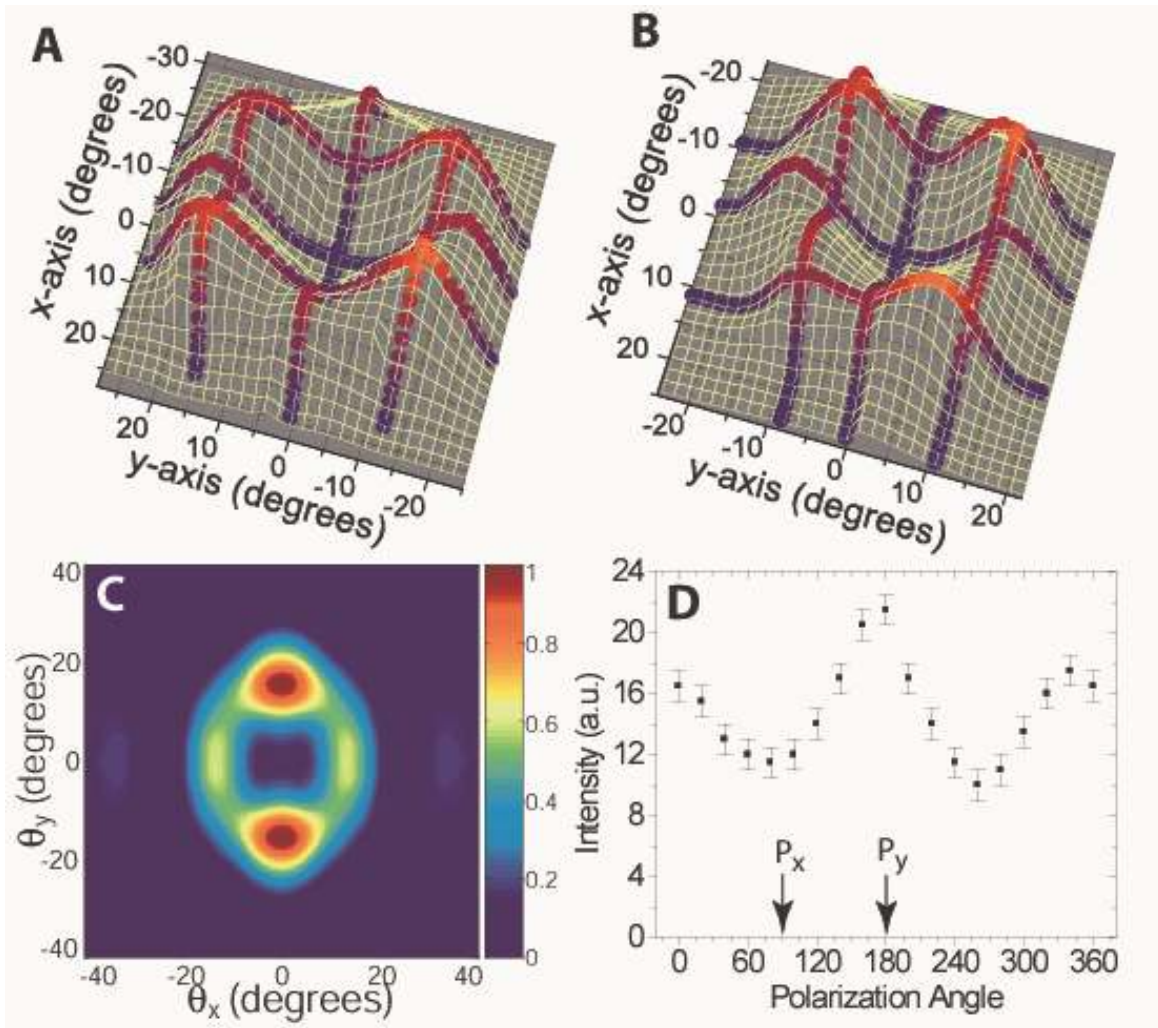 A
-30
-20
-10
0
10
20
x-axis (degrees)
20
10
0
-10
-20
y-axis (degrees)
B
-20
-10
0
10
20
x-axis (degrees)
-20
-10
0
10
20
y-axis (degrees)
C
40
20
0
-20
-40
θy (degrees)
-40
-20
0
20
40
θx (degrees)
1
0.8
0.6
0.4
0.2
0
D
24
20
16
12
8
4
0
Intensity (a.u.)
Px
Py
0 60 120 180 240 300 360
Polarization Angle